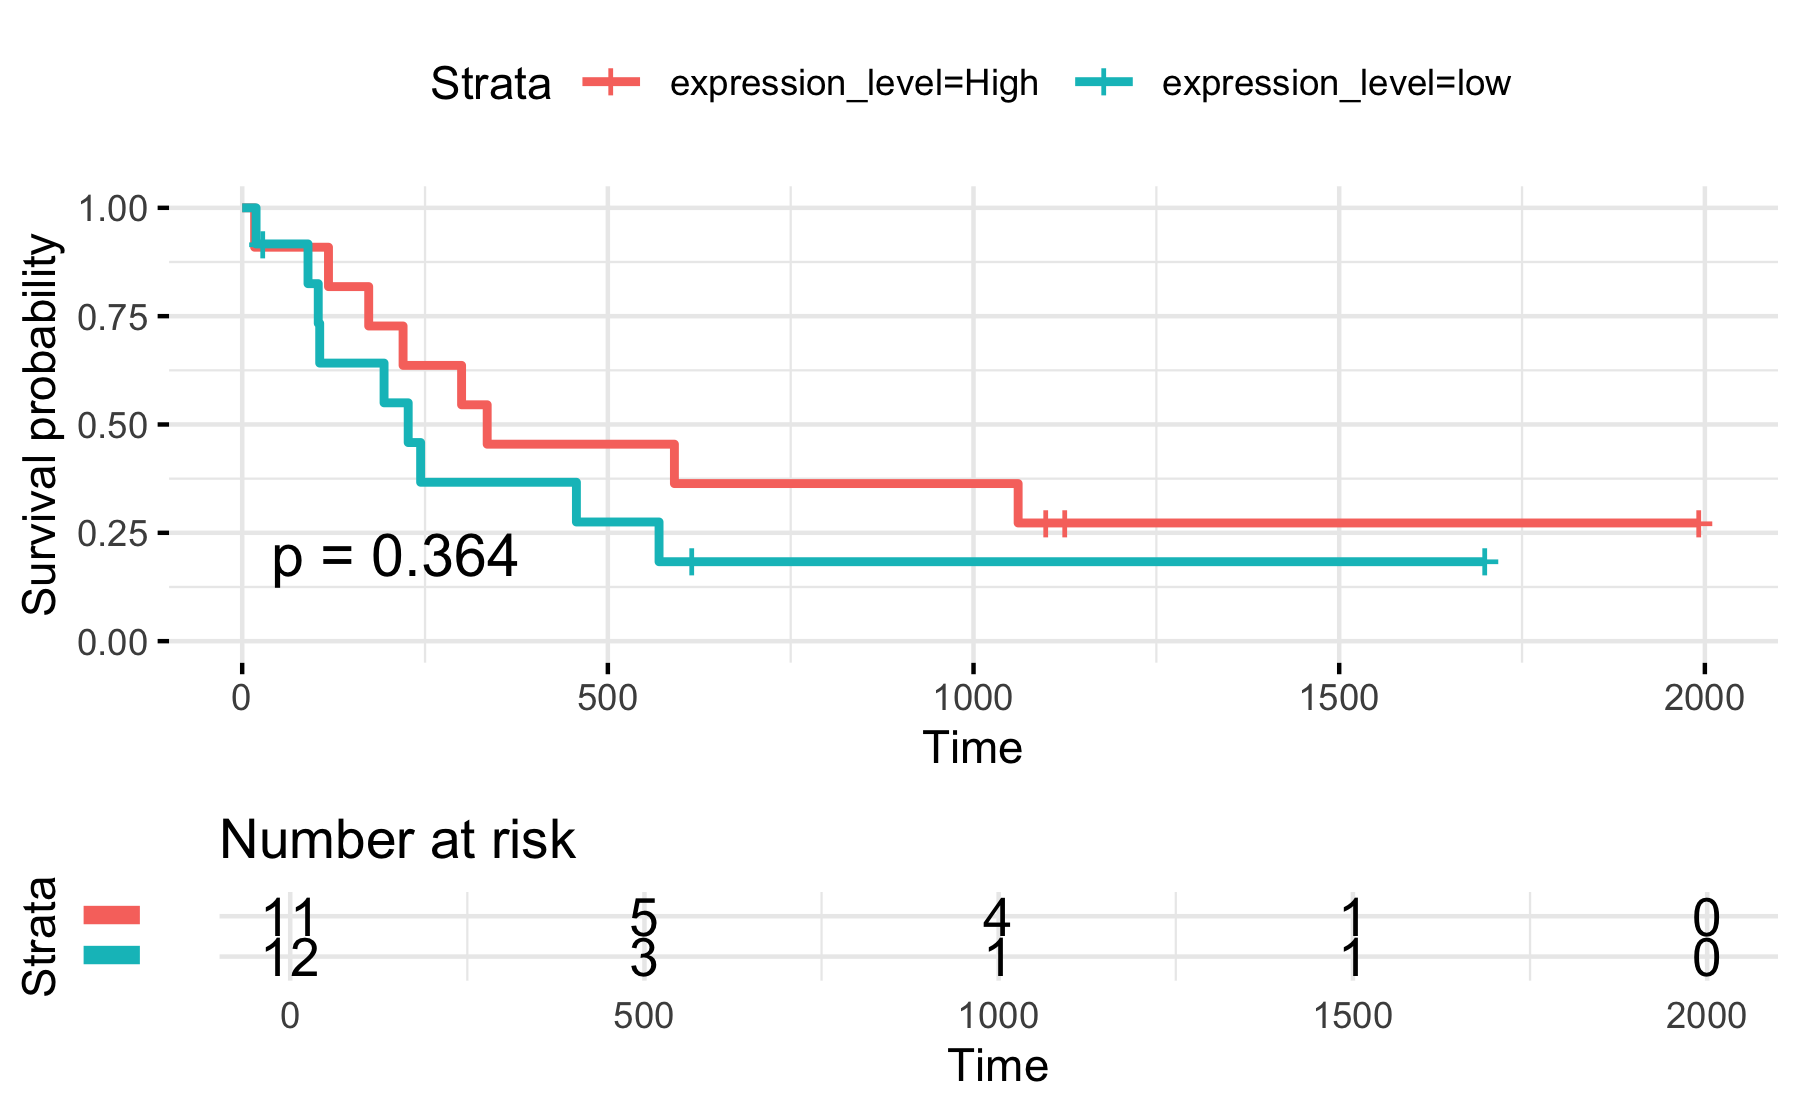 Strata expression_level=High expression_level=low
Survival probability
1.00
0.75
0.50
0.25
0.00
p = 0.364
0 500 1000 1500 2000
Time
Number at risk
Strata
11 5 4 1 0
12 3 1 1 0
0 500 1000 1500 2000
Time